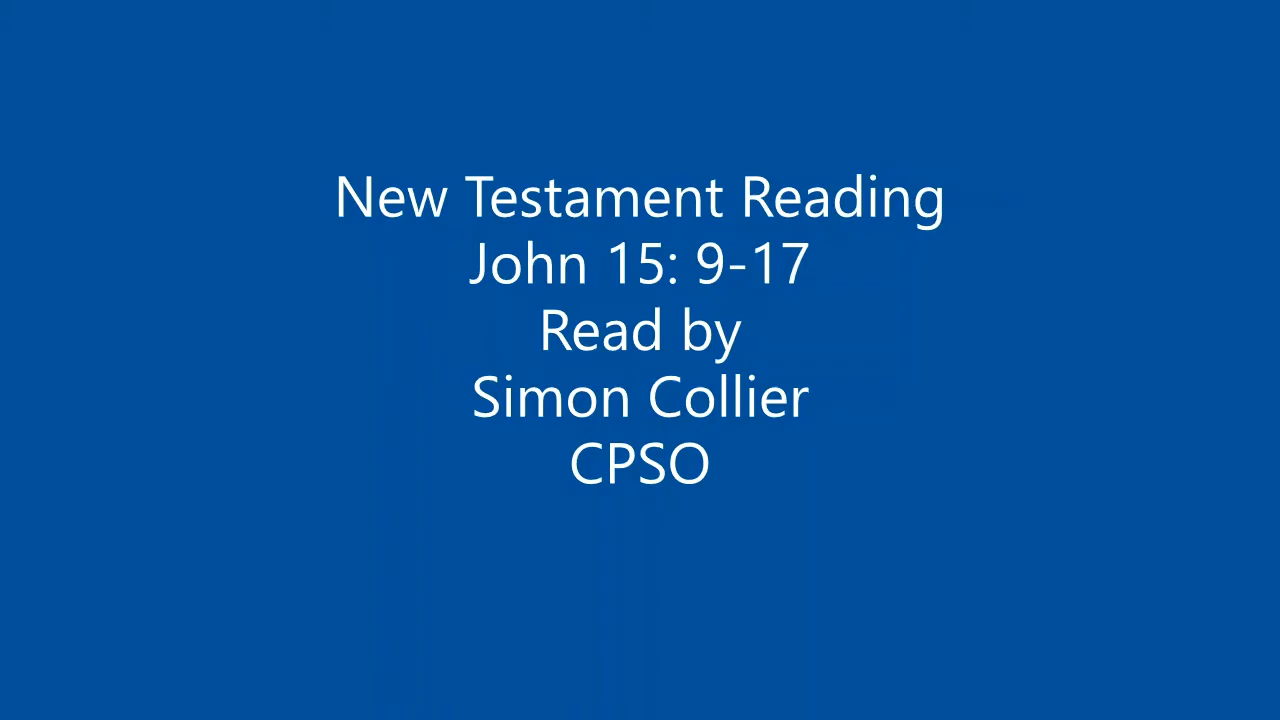 New Testament Reading
John 15: 9-17
Read by
Simon Collier
CPSO